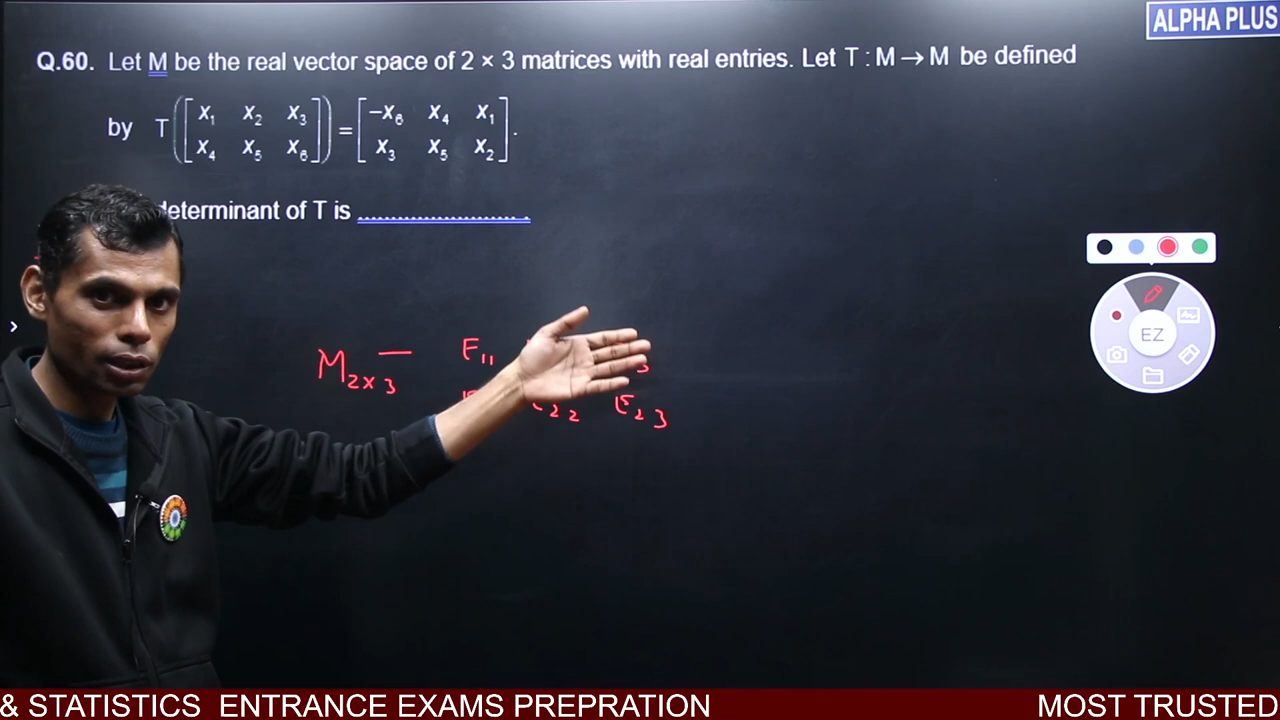 ALPHA PLUS
Q.60. Let M be the real vector space of 2 × 3 matrices with real entries. Let T : M → M be defined
by T([x₁ x₂ x₃; x₄ x₅ x₆]) = [−x₆ x₄ x₁; x₃ x₅ x₂].
determinant of T is ........................ .
M₂ₓ₃ — E₁₁
E₂₂ E₂₃
EZ
& STATISTICS ENTRANCE EXAMS PREPRATION MOST TRUSTED